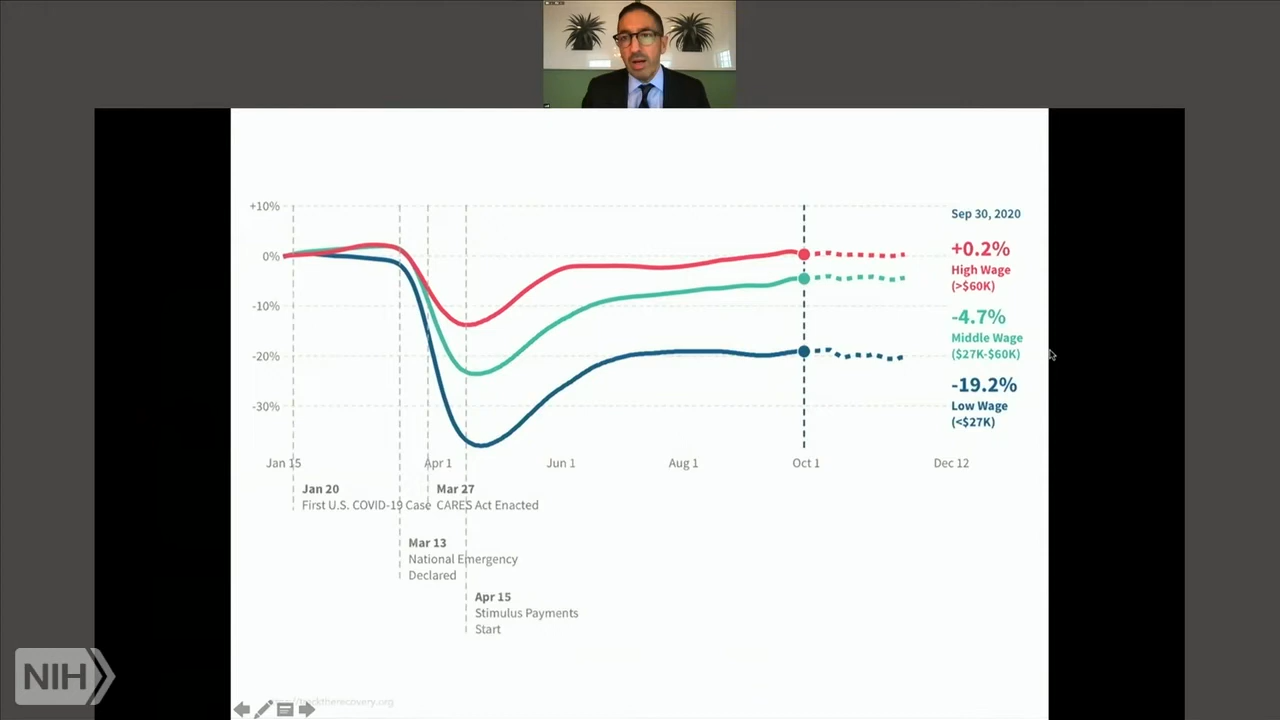 +10%
0%
-10%
-20%
-30%
Sep 30, 2020
+0.2%
High Wage
(>$60K)
-4.7%
Middle Wage
($27K-$60K)
-19.2%
Low Wage
(<$27K)
Jan 15
Apr 1
Jun 1
Aug 1
Oct 1
Dec 12
Jan 20
First U.S. COVID-19 Case
Mar 27
CARES Act Enacted
Mar 13
National Emergency
Declared
Apr 15
Stimulus Payments
Start
NIH